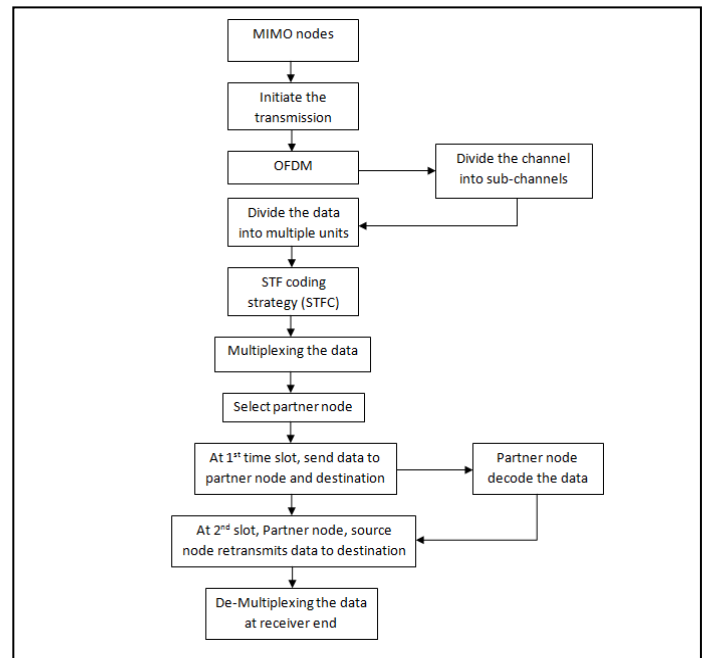 MIMO nodes
Initiate the
transmission
OFDM
Divide the channel
into sub-channels
Divide the data
into multiple units
STF coding
strategy (STFC)
Multiplexing the data
Select partner node
At 1st time slot, send data to
partner node and destination
Partner node
decode the data
At 2nd slot, Partner node, source
node retransmits data to destination
De-Multiplexing the data
at receiver end